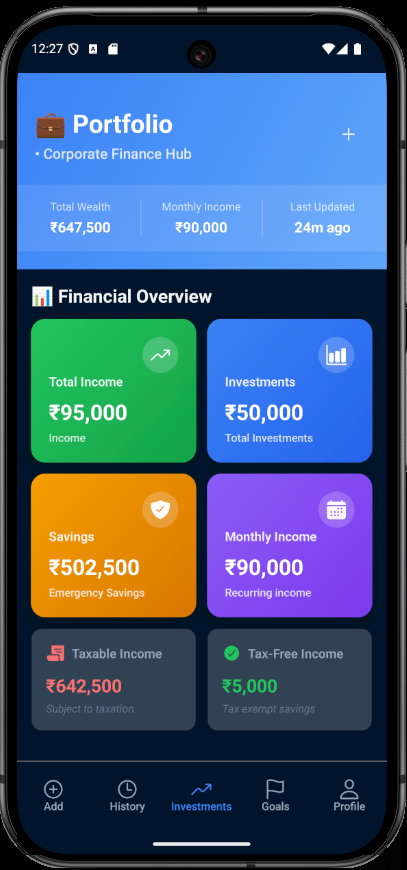 12:27
A
Portfolio
• Corporate Finance Hub
Total Wealth
₹647,500
Monthly Income
₹90,000
Last Updated
24m ago
Financial Overview
Total Income
₹95,000
Income
Investments
₹50,000
Total Investments
Savings
₹502,500
Emergency Savings
Monthly Income
₹90,000
Recurring income
Taxable Income
₹642,500
Subject to taxation
Tax-Free Income
₹5,000
Tax exempt savings
Add
History
Investments
Goals
Profile